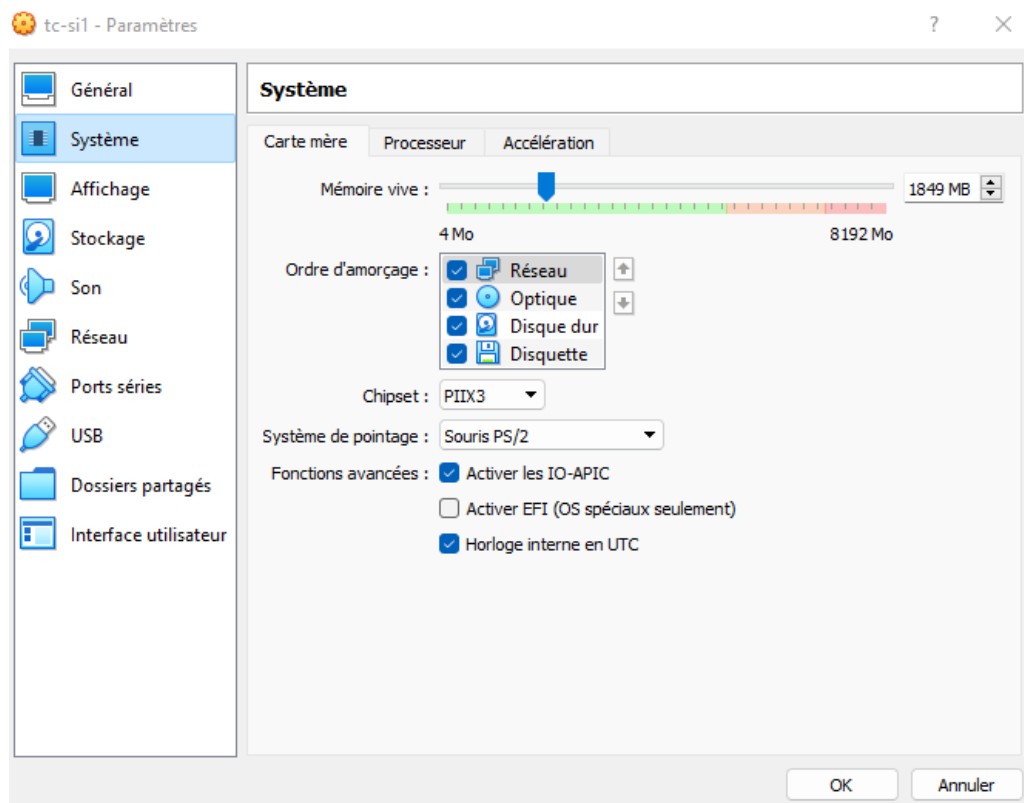 tc-si1 - Paramètres
?
Général
Système
Affichage
Stockage
Son
Réseau
Ports séries
USB
Dossiers partagés
Interface utilisateur
Système
Carte mère Processeur Accélération
Mémoire vive : 1849 MB
4 Mo 8192 Mo
Ordre d'amorçage : Réseau
Optique
Disque dur
Disquette
Chipset : PIIX3
Système de pointage : Souris PS/2
Fonctions avancées : Activer les IO-APIC
Activer EFI (OS spéciaux seulement)
Horloge interne en UTC
OK Annuler